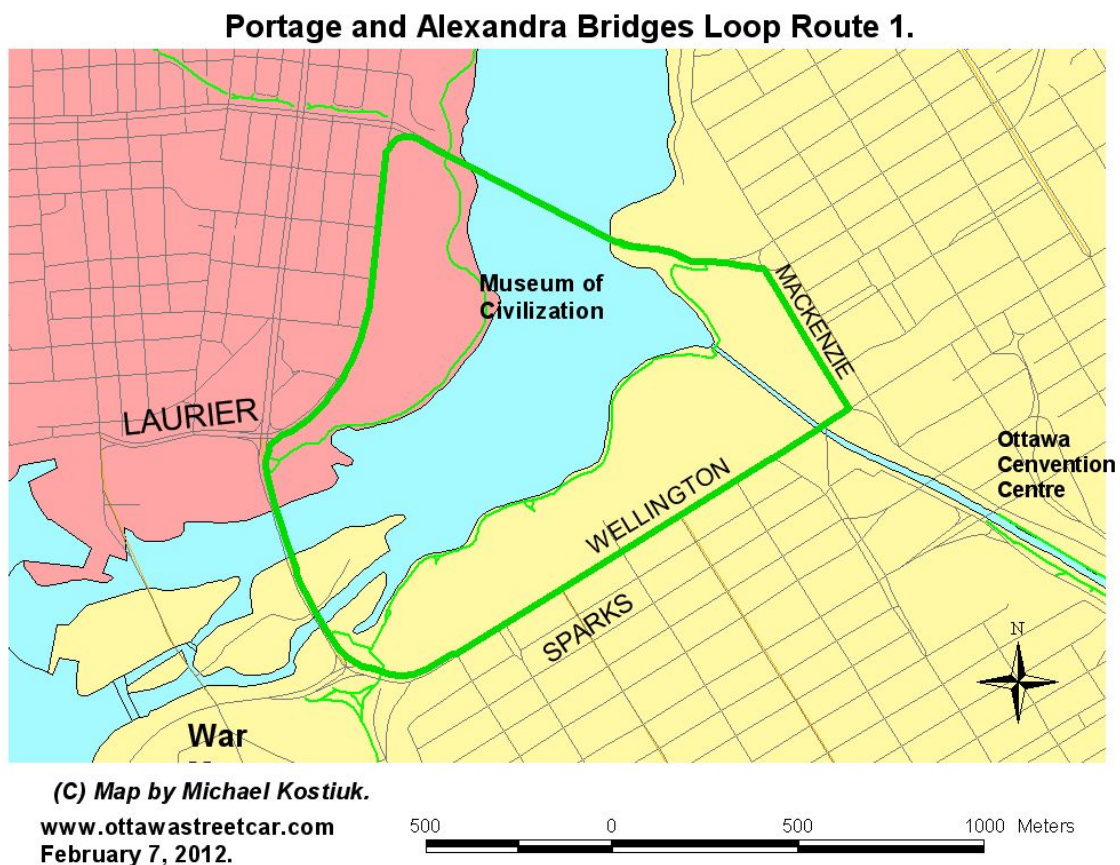 Portage and Alexandra Bridges Loop Route 1.
Museum of
Civilization
MACKENZIE
LAURIER
Ottawa
Cenvention
Centre
WELLINGTON
SPARKS
N
War
(C) Map by Michael Kostiuk.
www.ottawastreetcar.com
February 7, 2012.
500 0 500 1000 Meters